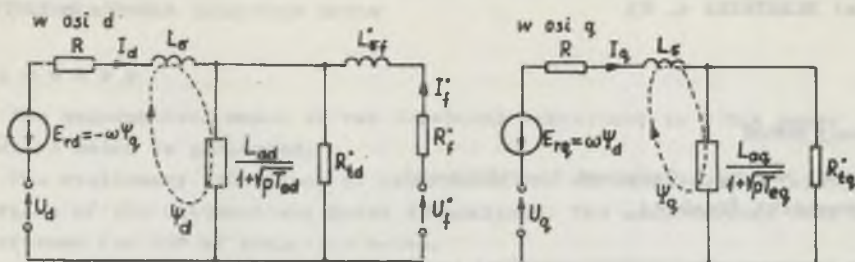 w osi d
R
I_d
L_σ
L°_σf
I°_f
R°_f
E_rd=-ωΨ_q
L_ad
1+√pT_ed
R°_td
U_d
Ψ_d
U°_f
w osi q
R
I_q
L_σ
E_rq=ωΨ_d
L_aq
1+√pT_eq
R°_tq
U_q
Ψ_q